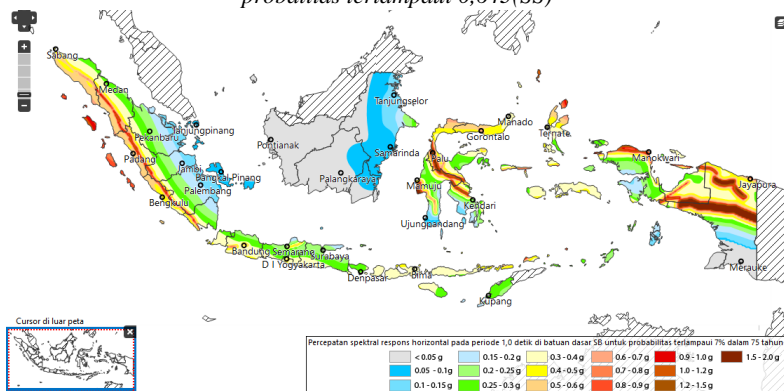 probabilitas terlampaui 0,045(SS)
Sabang
Medan
Pekanbaru
Tanjungpinang
Padang
Jambi
Pangkal Pinang
Palembang
Bengkulu
Pontianak
Tanjungselor
Samarinda
Palangkaraya
Manado
Gorontalo
Ternate
Palu
Mamuju
Kendari
Ujungpandang
Manokwari
Jayapura
Merauke
Bandung Semarang
Surabaya
D I Yogyakarta
Denpasar
Bima
Kupang
Cursor di luar peta
Percepatan spektral respons horizontal pada periode 1,0 detik di batuan dasar SB untuk probabilitas terlampaui 7% dalam 75 tahun
< 0.05 g 0.15 - 0.2 g 0.3 - 0.4 g 0.6 - 0.7 g 0.9 - 1.0 g 1.5 - 2.0 g
0.05 - 0.1 g 0.2 - 0.25 g 0.4 - 0.5 g 0.7 - 0.8 g 1.0 - 1.2 g
0.1 - 0.15 g 0.25 - 0.3 g 0.5 - 0.6 g 0.8 - 0.9 g 1.2 - 1.5 g